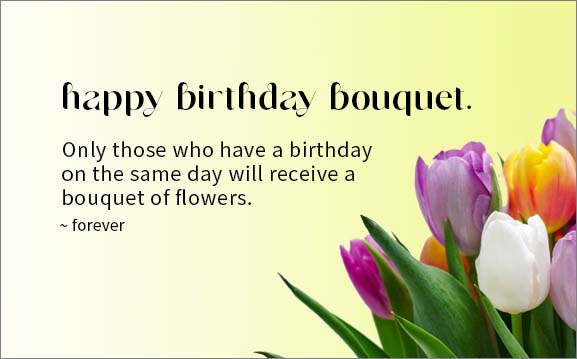 happy birthday bouquet.
Only those who have a birthday
on the same day will receive a
bouquet of flowers.
~ forever